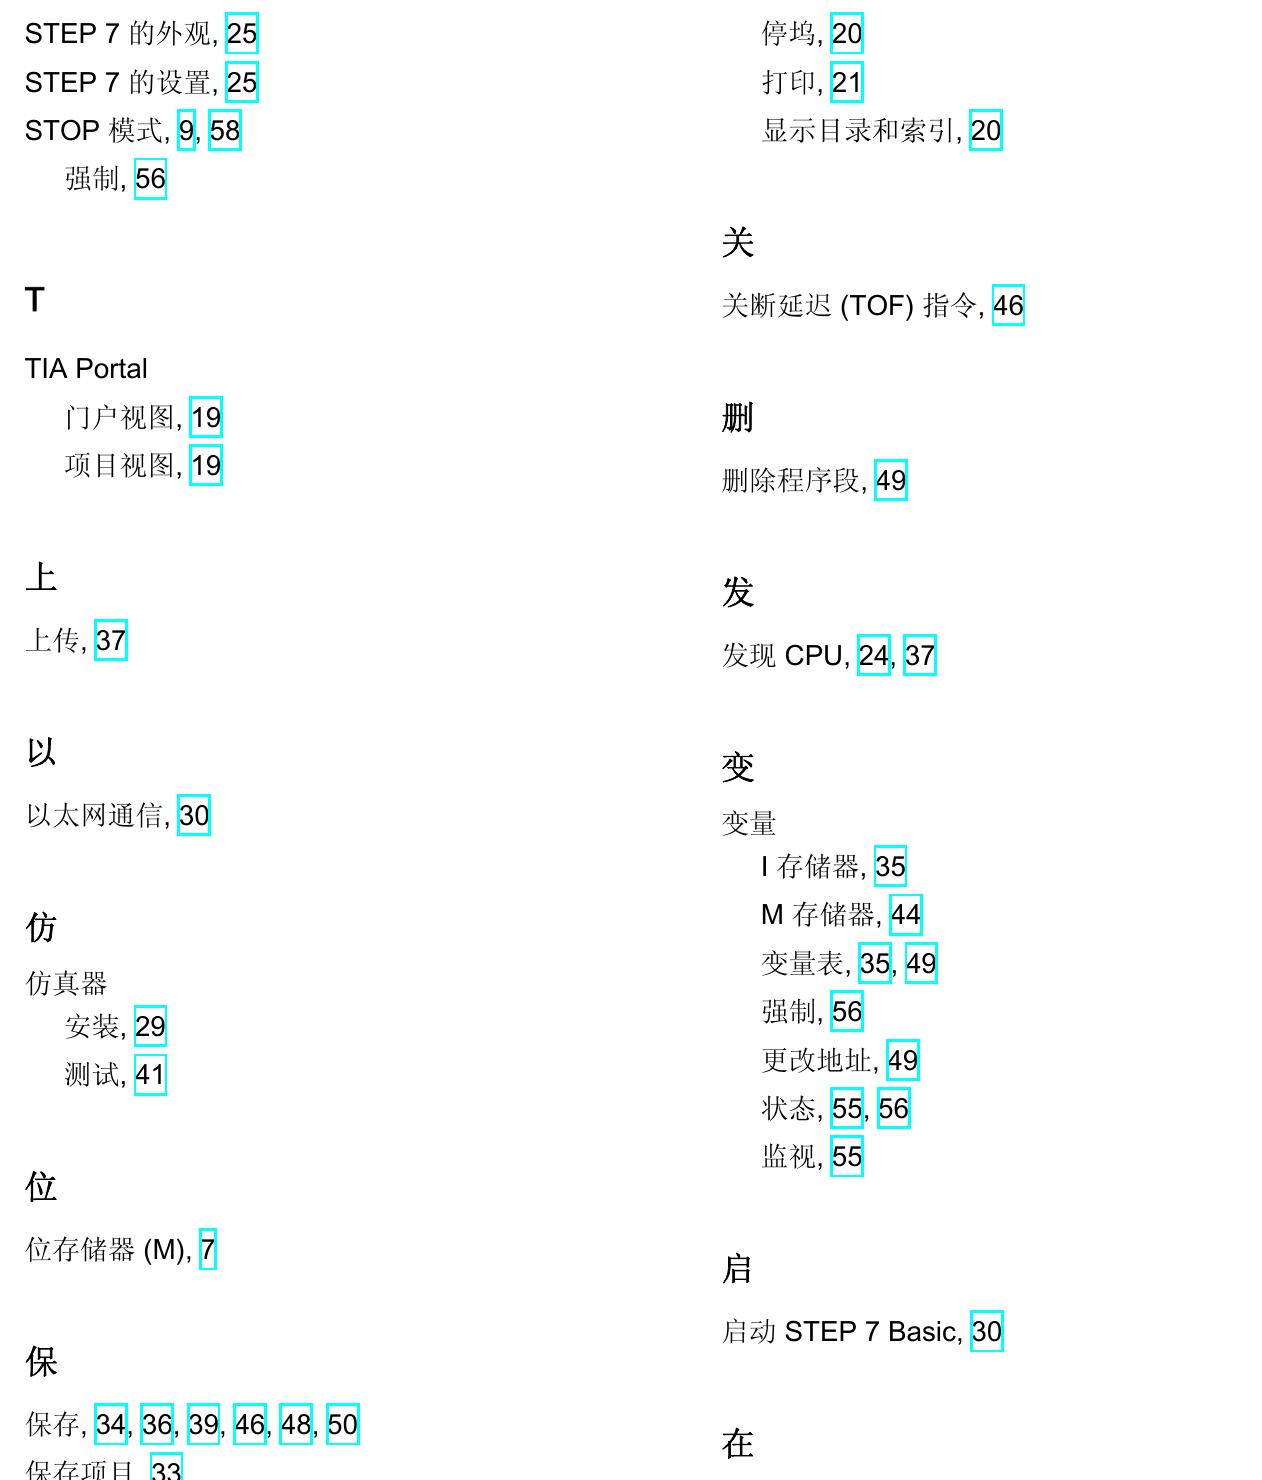 STEP 7 的外观, 25
STEP 7 的设置, 25
STOP 模式, 9, 58
强制, 56
T
TIA Portal
门户视图, 19
项目视图, 19
上
上传, 37
以
以太网通信, 30
仿
仿真器
安装, 29
测试, 41
位
位存储器 (M), 7
保
保存, 34, 36, 39, 46, 48, 50
保存项目, 33
停坞, 20
打印, 21
显示目录和索引, 20
关
关断延迟 (TOF) 指令, 46
删
删除程序段, 49
发
发现 CPU, 24, 37
变
变量
I 存储器, 35
M 存储器, 44
变量表, 35, 49
强制, 56
更改地址, 49
状态, 55, 56
监视, 55
启
启动 STEP 7 Basic, 30
在